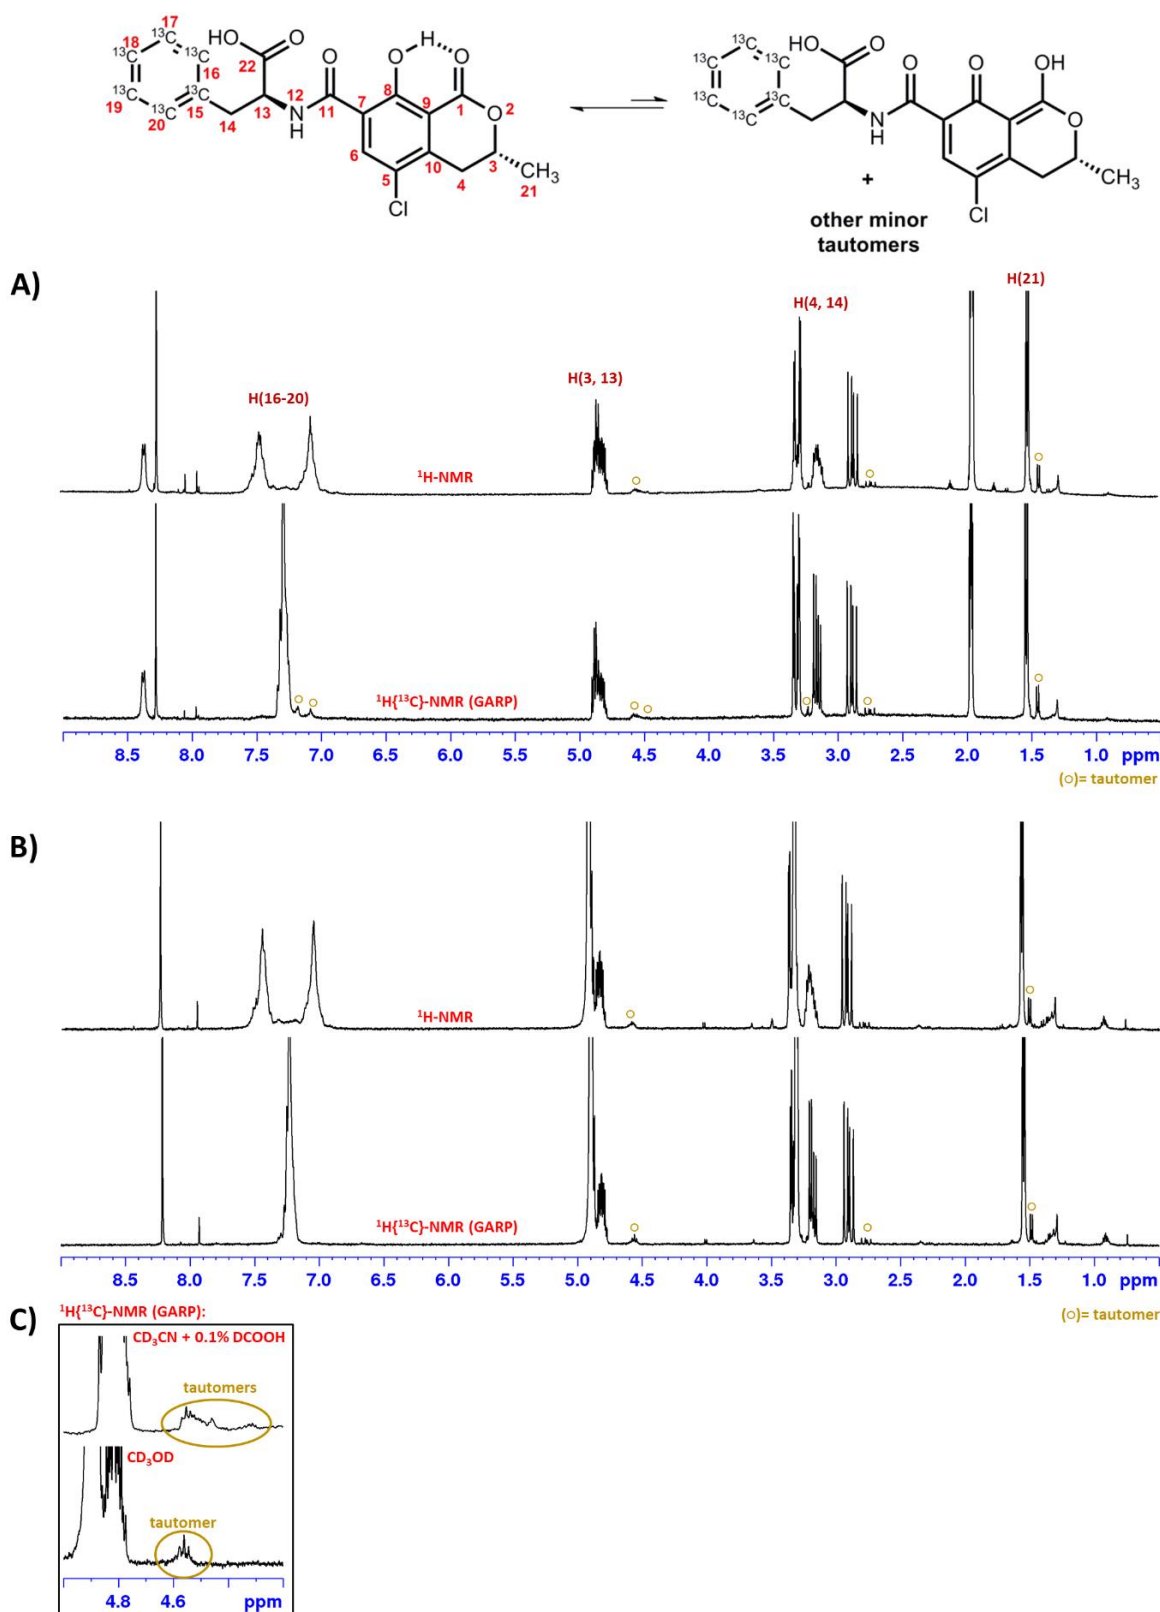 17
18 ¹³C ¹³C HO O 8 O H O O 1
¹³C ¹³C 22 11 O
16 12 7 9 O 2
¹³C ¹³C 15 13 N H
19 ¹³C 20 14 6 5 10 4 3 CH₃
Cl 21
¹³C ¹³C HO O O O OH
¹³C ¹³C
¹³C ¹³C N H O
CH₃
Cl
+
other minor
tautomers
A)
H(21)
H(4, 14)
H(3, 13)
H(16-20)
¹H-NMR
¹H{¹³C}-NMR (GARP)
8.5 8.0 7.5 7.0 6.5 6.0 5.5 5.0 4.5 4.0 3.5 3.0 2.5 2.0 1.5 1.0 ppm
(○)= tautomer
B)
¹H-NMR
¹H{¹³C}-NMR (GARP)
8.5 8.0 7.5 7.0 6.5 6.0 5.5 5.0 4.5 4.0 3.5 3.0 2.5 2.0 1.5 1.0 ppm
(○)= tautomer
C)
¹H{¹³C}-NMR (GARP):
CD₃CN + 0.1% DCOOH
tautomers
CD₃OD
tautomer
4.8 4.6 ppm